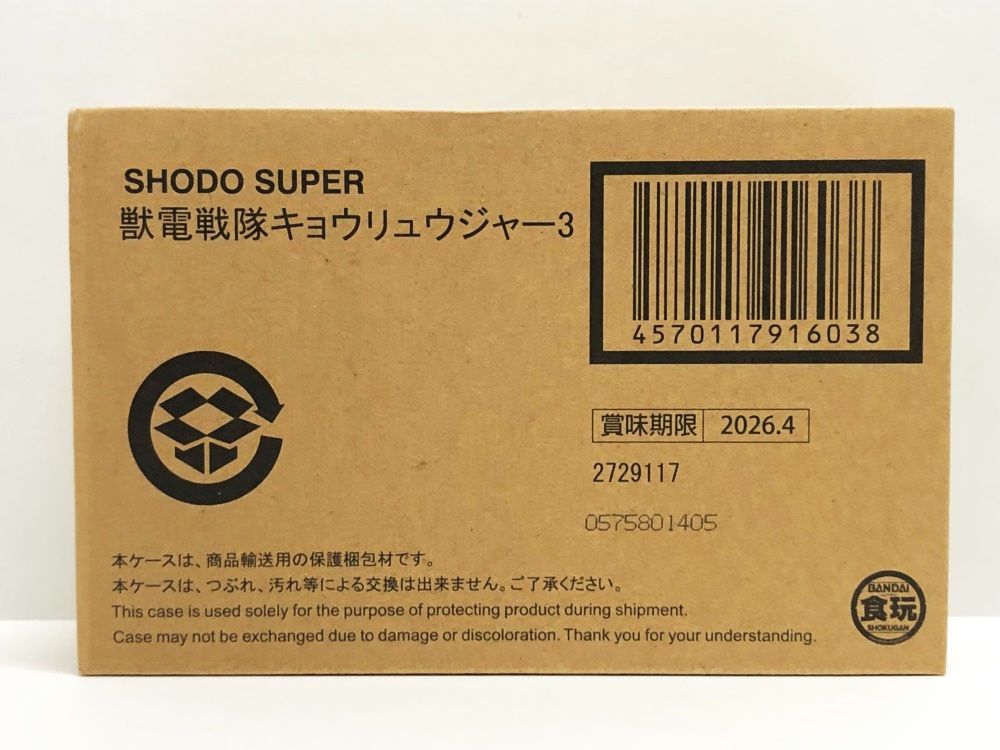 SHODO SUPER
獣電戦隊キョウリュウジャー3
4570117916038
賞味期限 2026.4
2729117
0575801405
本ケースは、商品輸送用の保護梱包材です。
本ケースは、つぶれ、汚れ等による交換は出来ません。ご了承ください。
This case is used solely for the purpose of protecting product during shipment.
Case may not be exchanged due to damage or discoloration. Thank you for your understanding.
BANDAI
食玩
SHOKUGAN